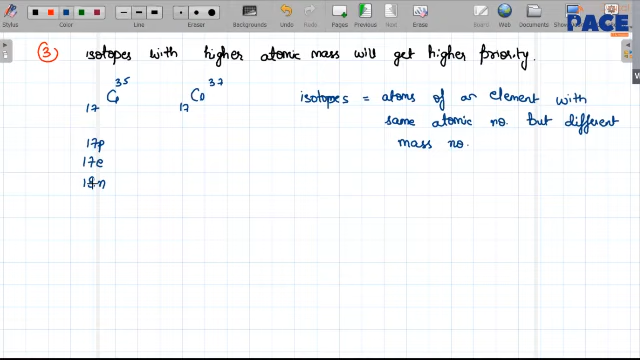 Stylus
Color
Line
Eraser
Undo
Redo
Pages
Previous
Next
Erase
Board
Web
Documents
Show
Desktop
PACE
③ isotopes with higher atomic mass will get higher priority.
17 Cl 35 17 Cl 37 isotopes = atoms of an element with
same atomic no. but different
17p mass no.
17e
18n